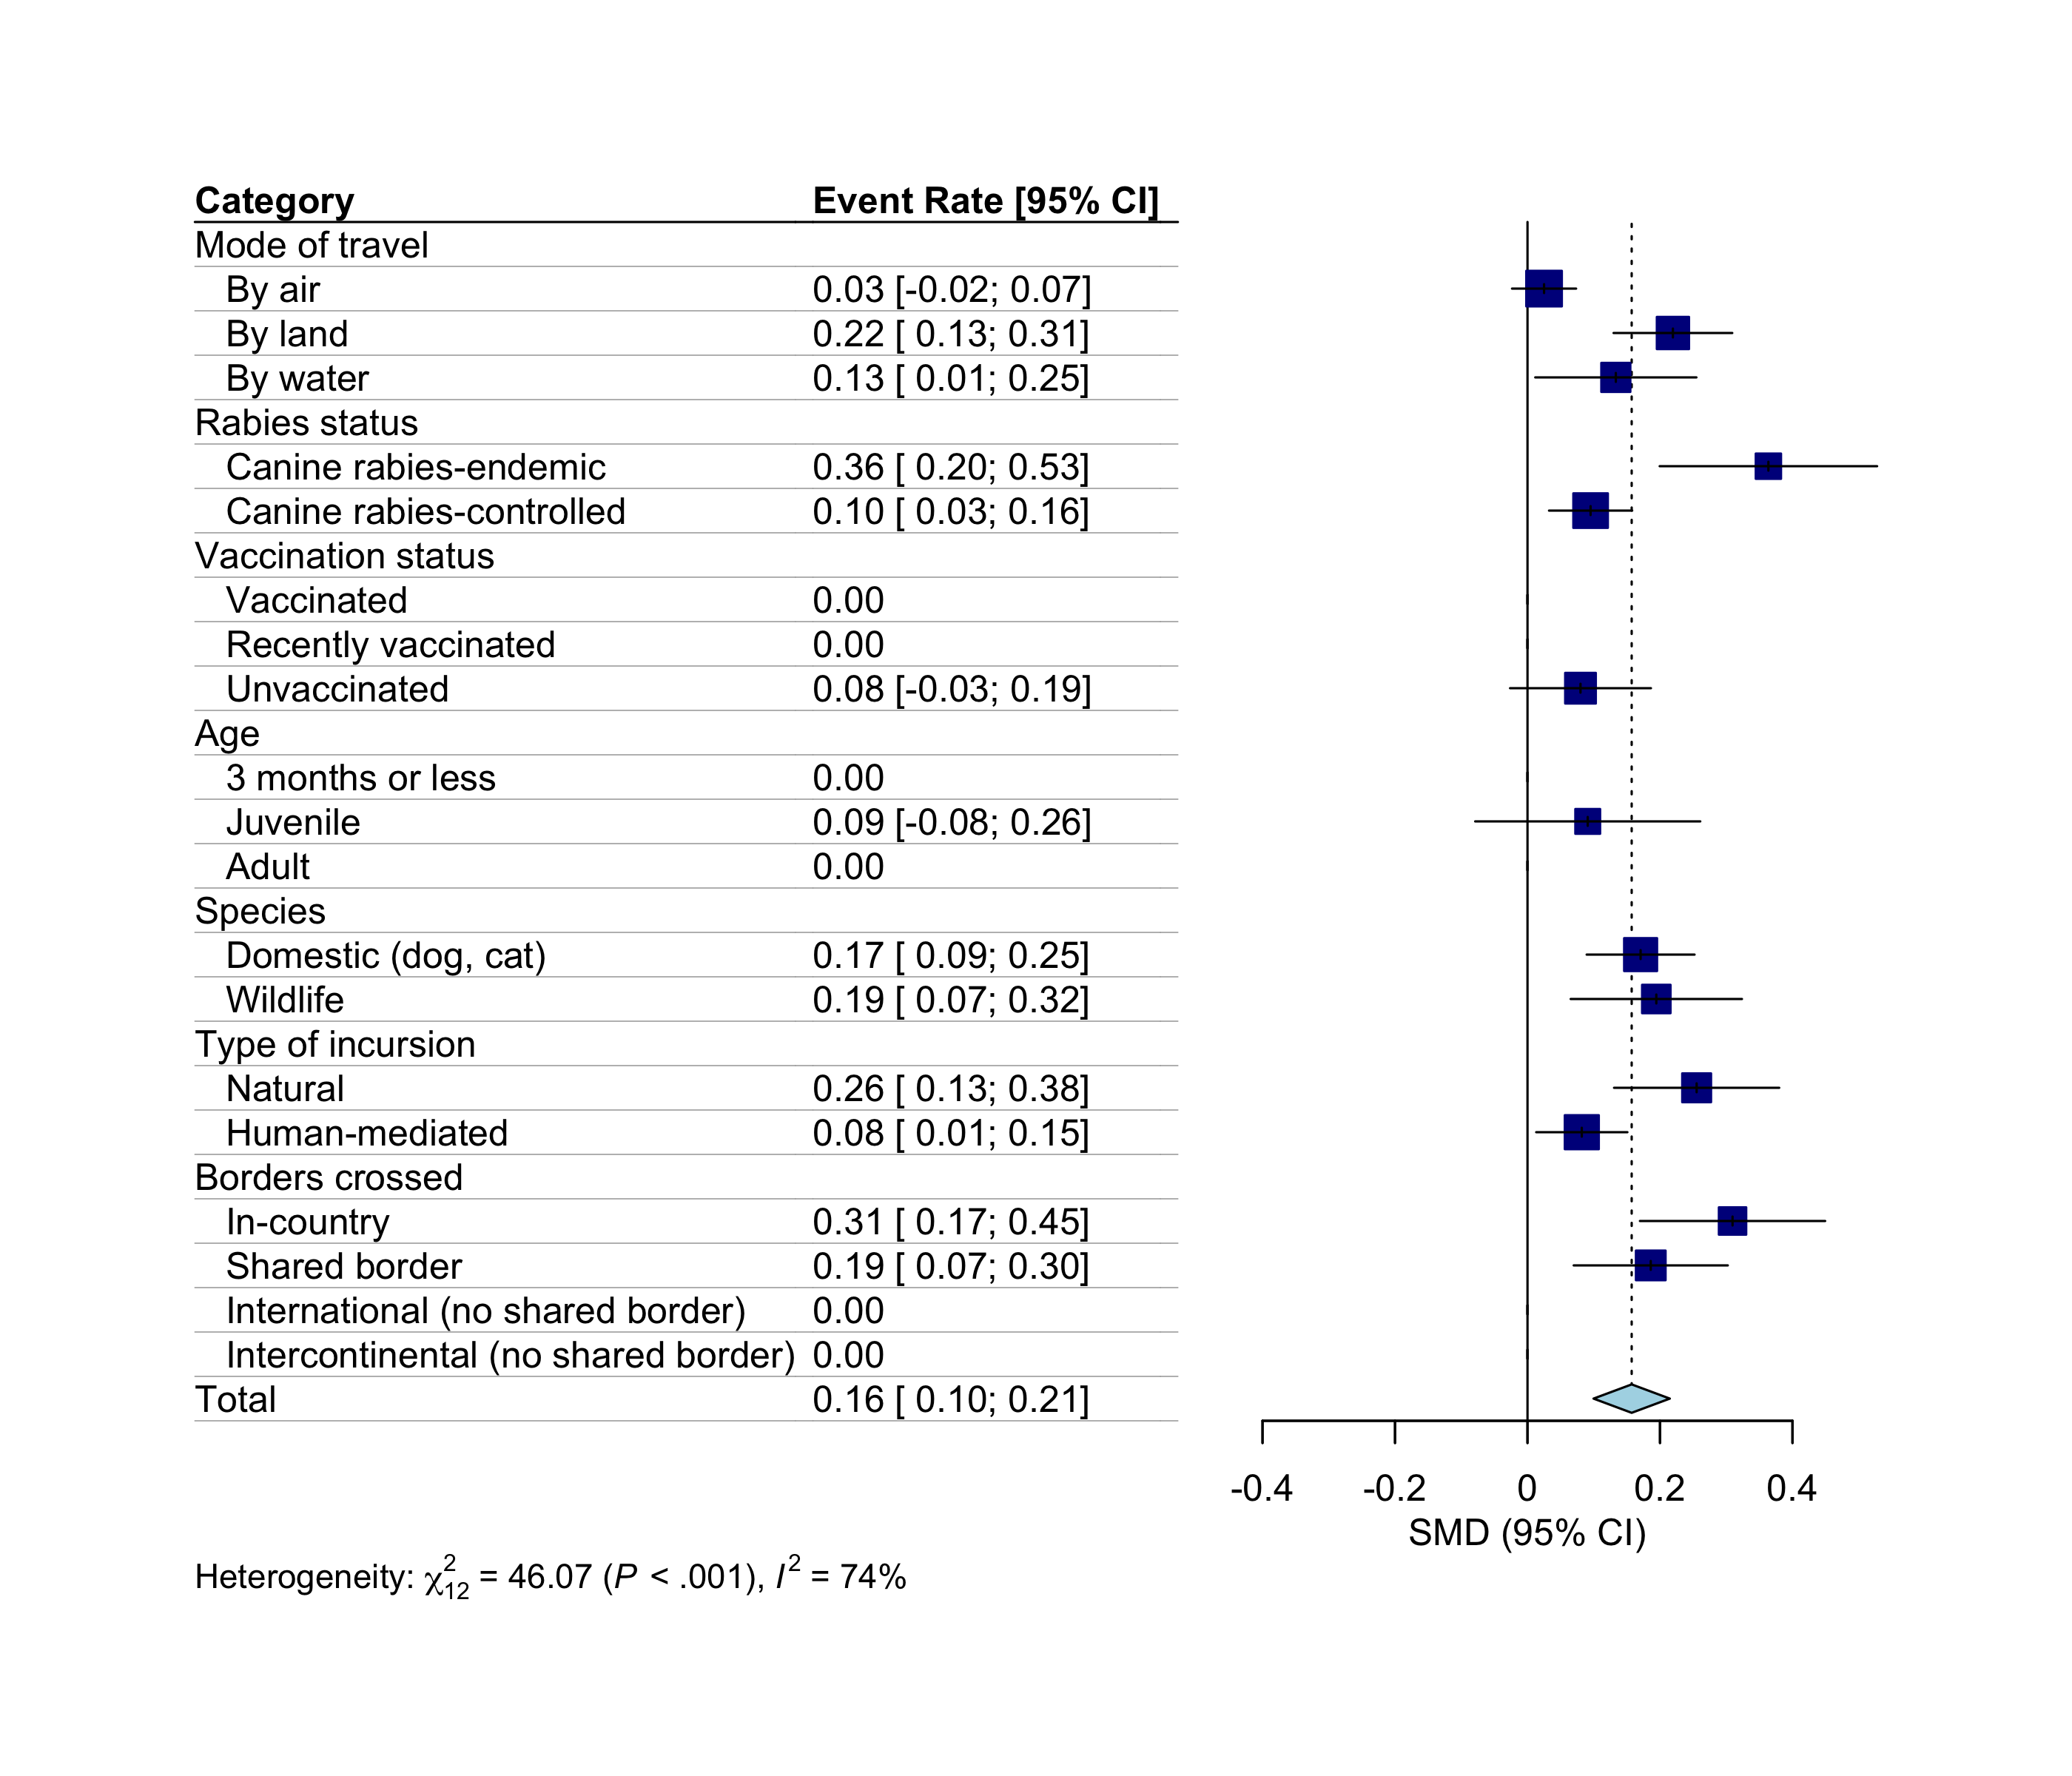 Category Event Rate [95% CI]
Mode of travel
By air 0.03 [-0.02; 0.07]
By land 0.22 [ 0.13; 0.31]
By water 0.13 [ 0.01; 0.25]
Rabies status
Canine rabies-endemic 0.36 [ 0.20; 0.53]
Canine rabies-controlled 0.10 [ 0.03; 0.16]
Vaccination status
Vaccinated 0.00
Recently vaccinated 0.00
Unvaccinated 0.08 [-0.03; 0.19]
Age
3 months or less 0.00
Juvenile 0.09 [-0.08; 0.26]
Adult 0.00
Species
Domestic (dog, cat) 0.17 [ 0.09; 0.25]
Wildlife 0.19 [ 0.07; 0.32]
Type of incursion
Natural 0.26 [ 0.13; 0.38]
Human-mediated 0.08 [ 0.01; 0.15]
Borders crossed
In-country 0.31 [ 0.17; 0.45]
Shared border 0.19 [ 0.07; 0.30]
International (no shared border) 0.00
Intercontinental (no shared border) 0.00
Total 0.16 [ 0.10; 0.21]
-0.4 -0.2 0 0.2 0.4
SMD (95% CI)
Heterogeneity: χ²₁₂ = 46.07 (P < .001), I² = 74%